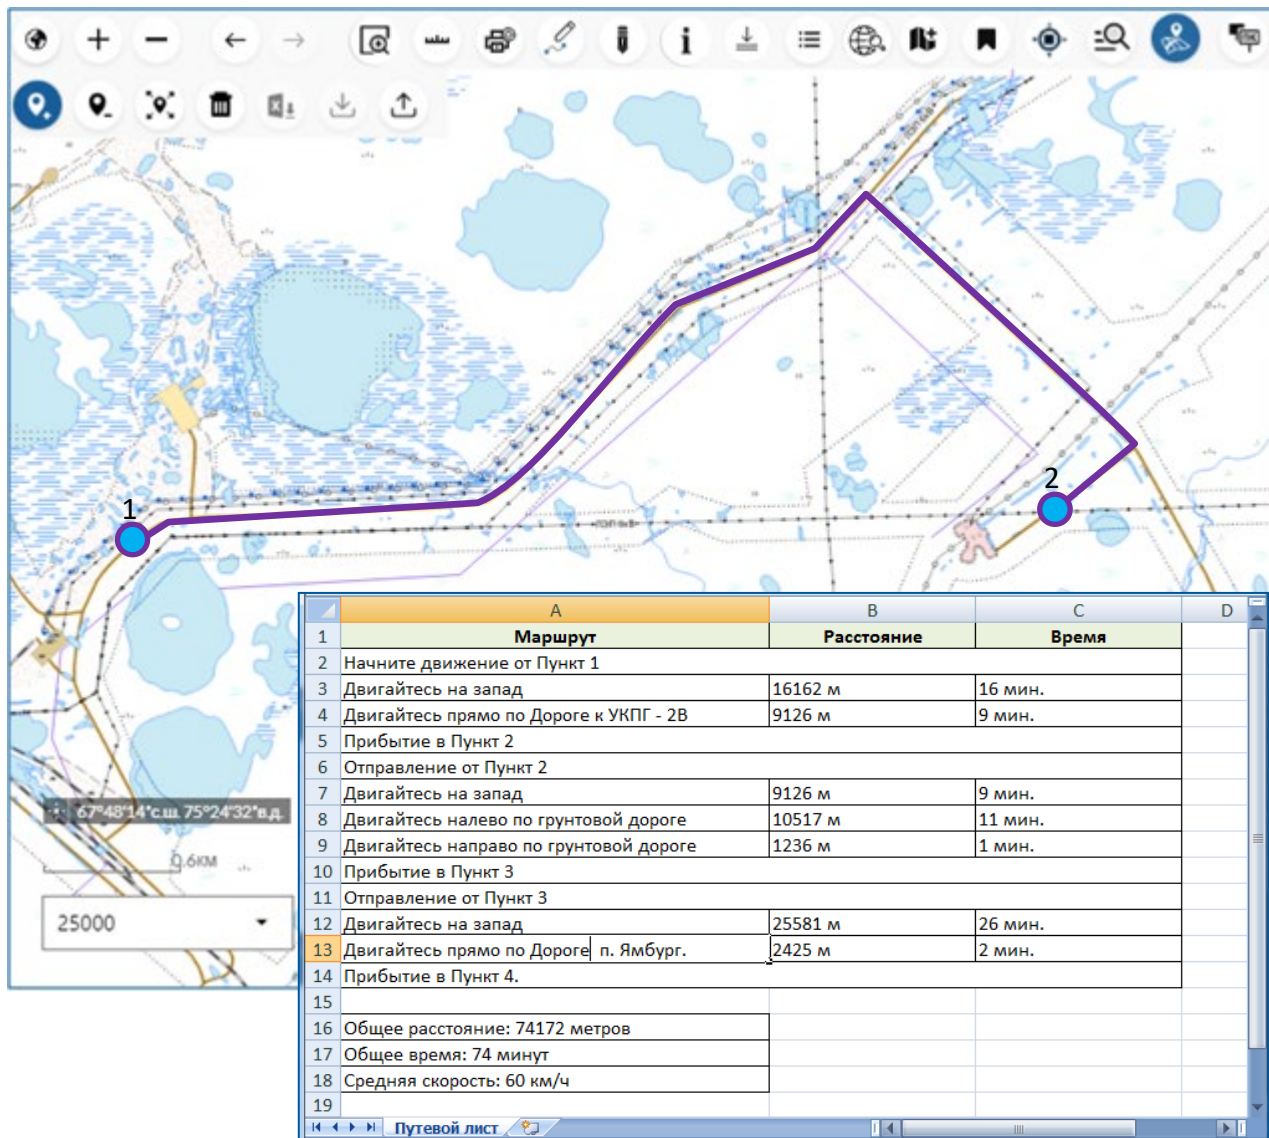 1
2
67°48'14"с.ш. 75°24'32"в.д.
0.6км
25000
A B C D
1 Маршрут Расстояние Время
2 Начните движение от Пункт 1
3 Двигайтесь на запад 16162 м 16 мин.
4 Двигайтесь прямо по Дороге к УКПГ - 2В 9126 м 9 мин.
5 Прибытие в Пункт 2
6 Отправление от Пункт 2
7 Двигайтесь на запад 9126 м 9 мин.
8 Двигайтесь налево по грунтовой дороге 10517 м 11 мин.
9 Двигайтесь направо по грунтовой дороге 1236 м 1 мин.
10 Прибытие в Пункт 3
11 Отправление от Пункт 3
12 Двигайтесь на запад 25581 м 26 мин.
13 Двигайтесь прямо по Дороге п. Ямбург. 2425 м 2 мин.
14 Прибытие в Пункт 4.
15
16 Общее расстояние: 74172 метров
17 Общее время: 74 минут
18 Средняя скорость: 60 км/ч
19
Путевой лист